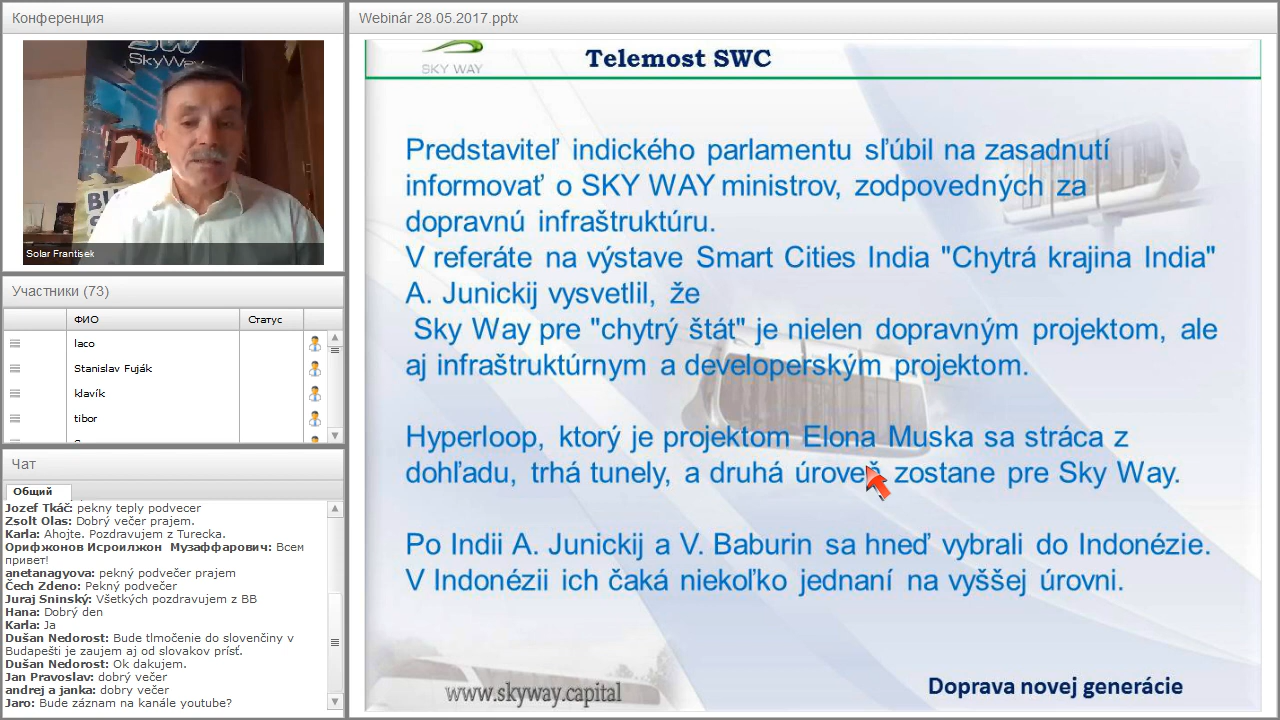 Конференция
Webinár 28.05.2017.pptx
SW
SkyWay
BU
Solar Frantisek
Участники (73)
ФИО
Статус
laco
Stanislav Fuják
klavík
tibor
Чат
Общий
Jozef Tkáč: pekny teply podvecer
Zsolt Olas: Dobrý večer prajem.
Karla: Ahojte. Pozdravujem z Turecka.
Орифжонов Исроилжон Музаффарович: Всем
привет!
anetanagyova: pekný podvečer prajem
Čech Zdeno: Pekný podvečer
Juraj Sninský: Všetkých pozdravujem z BB
Hana: Dobrý den
Karla: Ja
Dušan Nedorost: Bude tlmočenie do slovenčiny v
Budapešti je zaujem aj od slovakov prísť.
Dušan Nedorost: Ok dakujem.
Jan Pravoslav: dobrý večer
andrej a janka: dobry večer
Jaro: Bude záznam na kanále youtube?
SKY WAY
Telemost SWC
Predstaviteľ indického parlamentu sľúbil na zasadnutí
informovať o SKY WAY ministrov, zodpovedných za
dopravnú infraštruktúru.
V referáte na výstave Smart Cities India "Chytrá krajina India"
A. Junickij vysvetlil, že
Sky Way pre "chytrý štát" je nielen dopravným projektom, ale
aj infraštruktúrnym a developerským projektom.
Hyperloop, ktorý je projektom Elona Muska sa stráca z
dohľadu, trhá tunely, a druhá úroveň zostane pre Sky Way.
Po Indii A. Junickij a V. Baburin sa hneď vybrali do Indonézie.
V Indonézii ich čaká niekoľko jednaní na vyššej úrovni.
www.skyway.capital
Doprava novej generácie